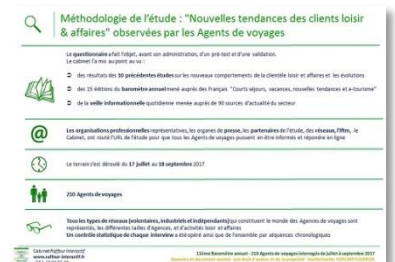 Méthodologie de l'étude : "Nouvelles tendances des clients loisir
& affaires" observées par les Agents de voyages
Le questionnaire a fait l'objet, avant son administration, d'un pré-test et d'une validation.
Le cabinet l'a mis au point au vu :
des résultats des 10 précédentes études sur les nouveaux comportements de la clientèle loisir et affaires et les évolutions
des 15 éditions du baromètre annuel mené auprès des Français. "Courts séjours, vacances, nouvelles tendances et e-tourisme"
de la veille informationnelle quotidienne menée auprès de 90 sources d'actualité du secteur
Les organisations professionnelles représentatives, les organes de presse, les partenaires de l'étude, des réseaux, l'Iftm, le
Cabinet, ont routé l'URL de l'étude pour que tous les Agents de voyages puissent en être informés et répondre en ligne
Le terrain s'est déroulé du 17 juillet au 18 septembre 2017
210 Agents de voyages
Tous les types de réseaux (volontaires, industriels et indépendants) qui constituent le monde des Agences de voyages sont
représentés, les différentes tailles d'Agences, et d'activités loisir et affaires
Un contrôle statistique de chaque interview a été opéré ainsi que de l'ensemble par séquences chronologiques
Cabinet Raffour Interactif
www.raffour-interactif.fr
11ème Baromètre annuel - 210 Agents de voyages interrogés de juillet à septembre 2017